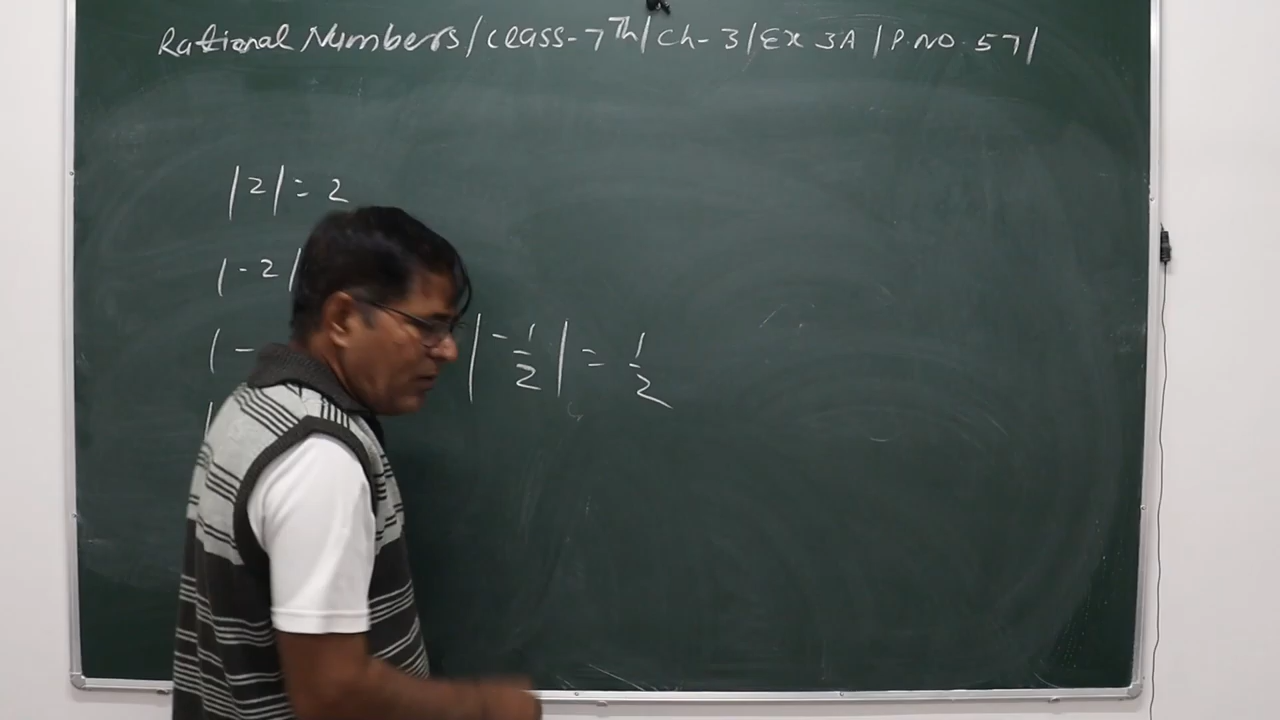 Rational Numbers/Class-7th/Ch-3/Ex 3A/P.NO.57/
|2| = 2
|-2|
|-
|-1/2| = 1/2
|